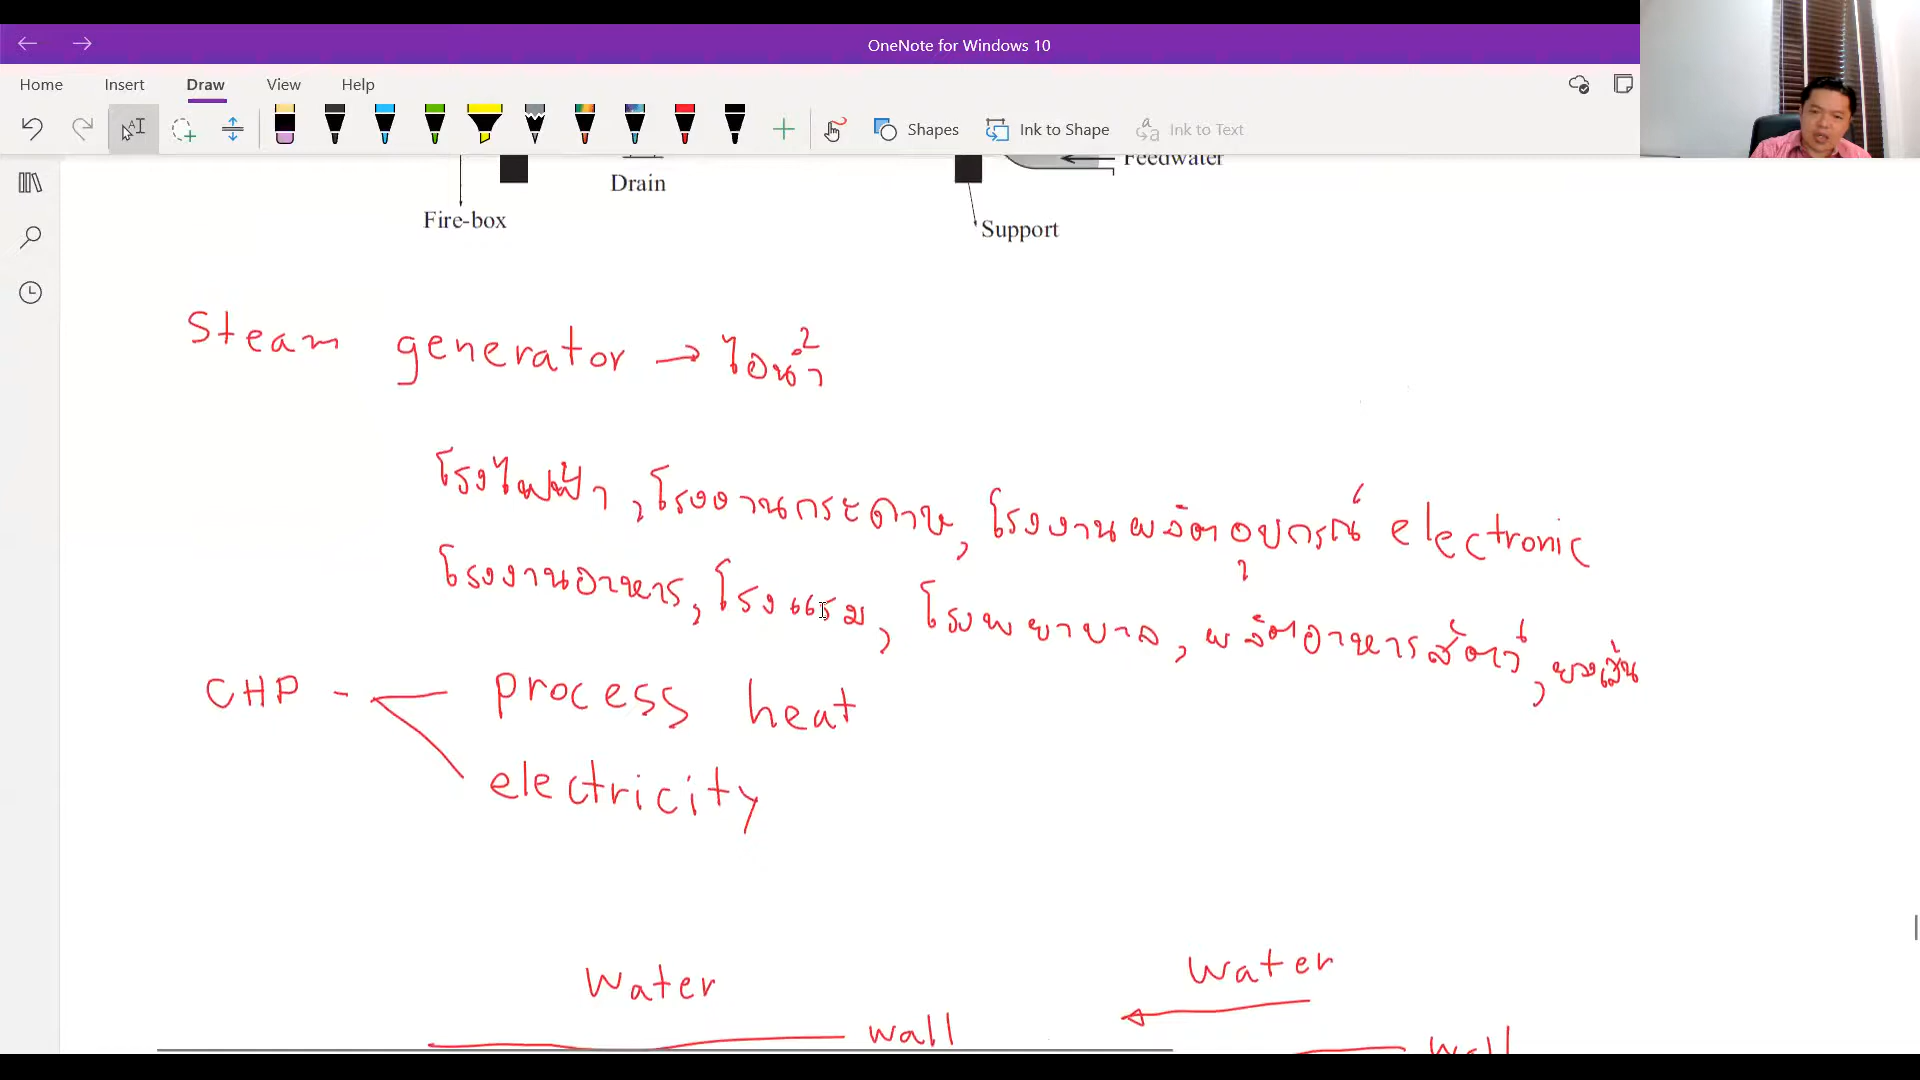 OneNote for Windows 10
Home Insert Draw View Help
Shapes Ink to Shape Ink to Text
Feedwater
Drain
Fire-box
Support
Steam generator → ไอน้ำ
โรงไฟฟ้า, โรงงานกระดาษ, โรงงานผลิตอุปกรณ์ electronic
โรงงานอาหาร, โรงแรม, โรงพยาบาล, ผลิตอาหารสัตว์, ยางเส้น
CHP - process heat
electricity
Water
Water
wall
wall